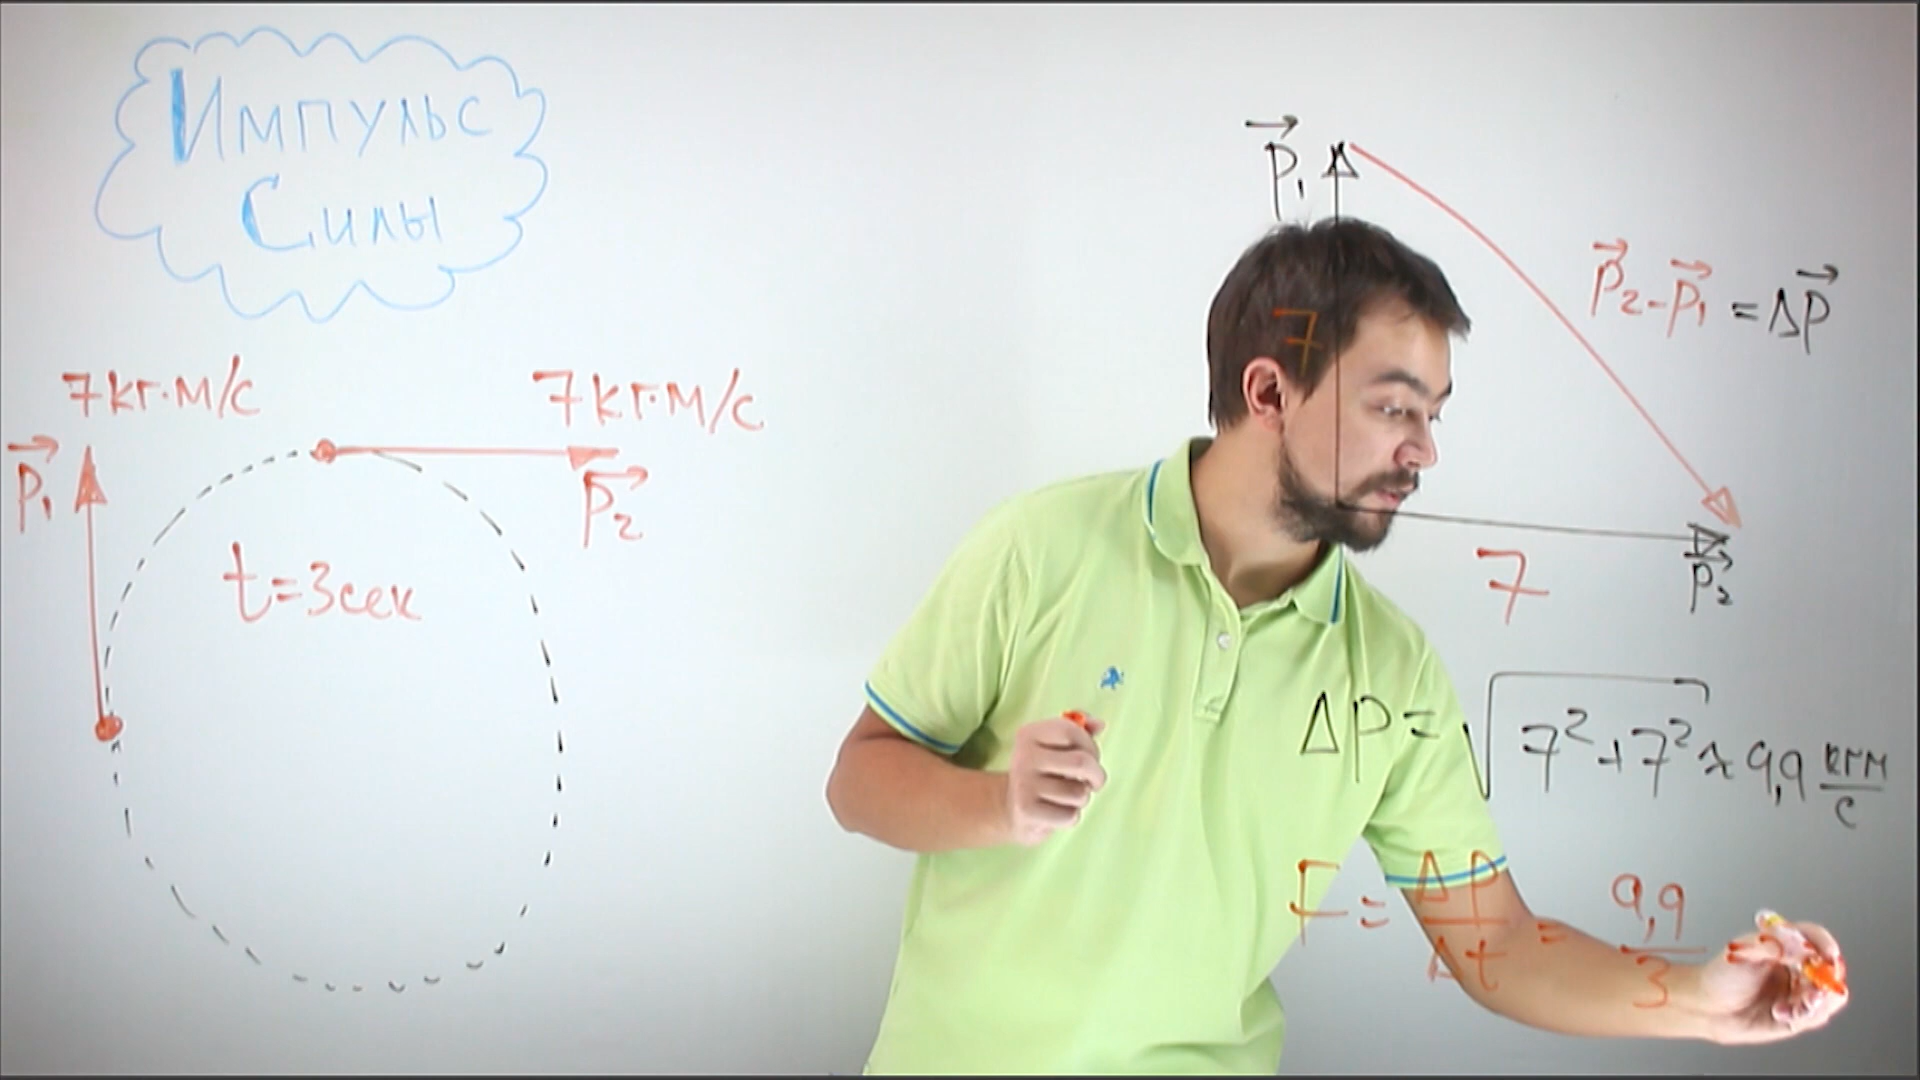 Импульс
Силы
7кг·м/с
7кг·м/с
p₁
p₂
t=3сек
p₁
7
p₂-p₁=Δp
7
p₂
Δp=√7²+7²≈9,9 кгм/с
F=Δp/Δt=9,9/3